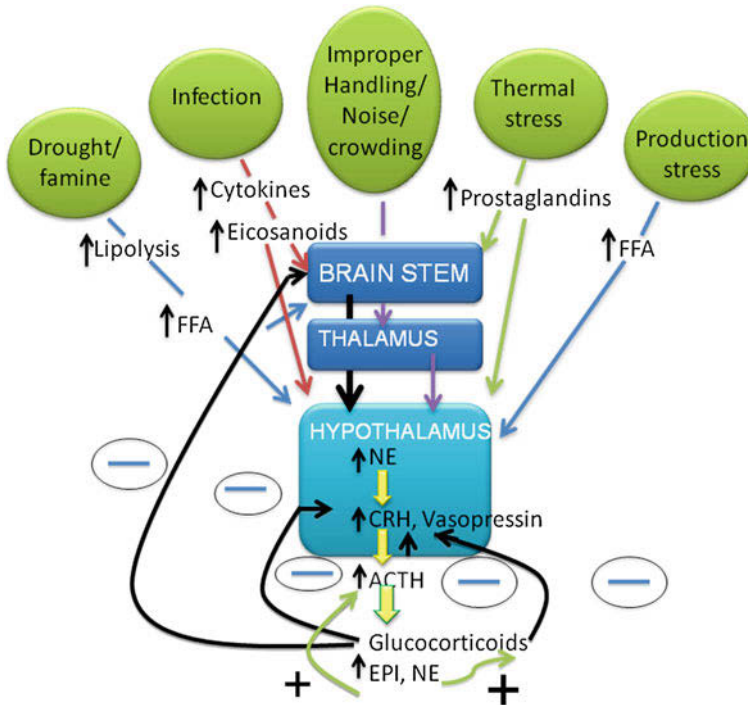 Improper
Handling/
Noise/
crowding
Infection
Thermal
stress
Drought/
famine
Production
stress
Cytokines
Prostaglandins
Eicosanoids
Lipolysis
FFA
BRAIN STEM
FFA
THALAMUS
HYPOTHALAMUS
NE
CRH, Vasopressin
ACTH
Glucocorticoids
EPI, NE
+ +